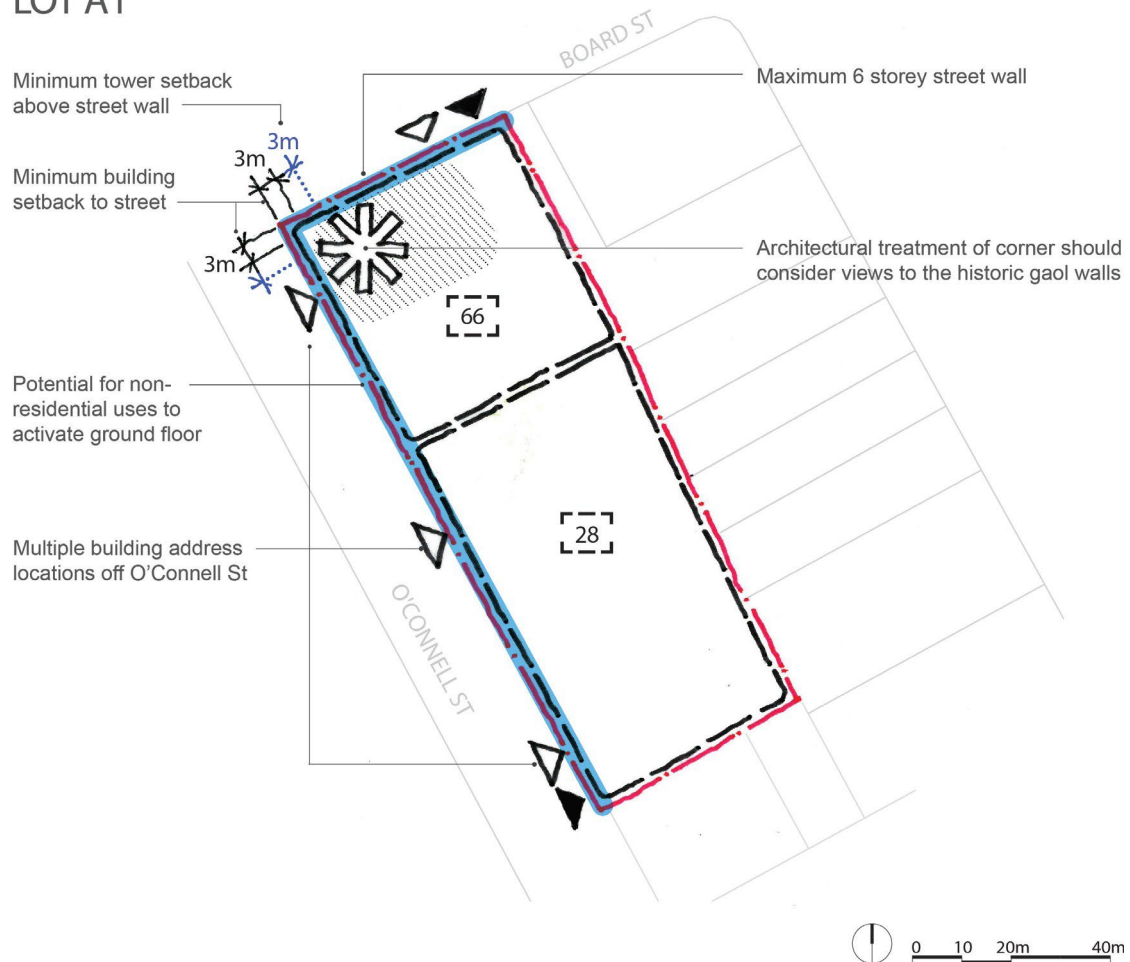 LOT A1
BOARD ST
Minimum tower setback
above street wall
Maximum 6 storey street wall
3m
3m
Minimum building
setback to street
3m
Architectural treatment of corner should
consider views to the historic gaol walls
66
Potential for non-
residential uses to
activate ground floor
28
Multiple building address
locations off O'Connell St
O'CONNELL ST
0 10 20m 40m